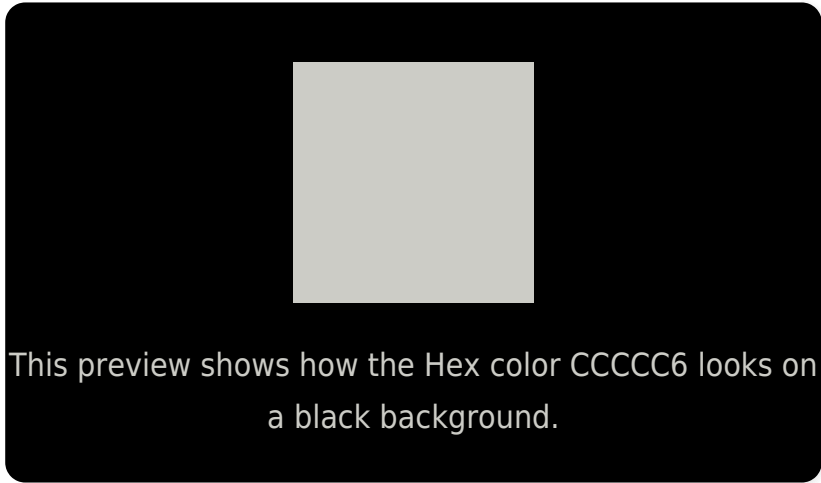 This preview shows how the Hex color CCCCC6 looks on
a black background.